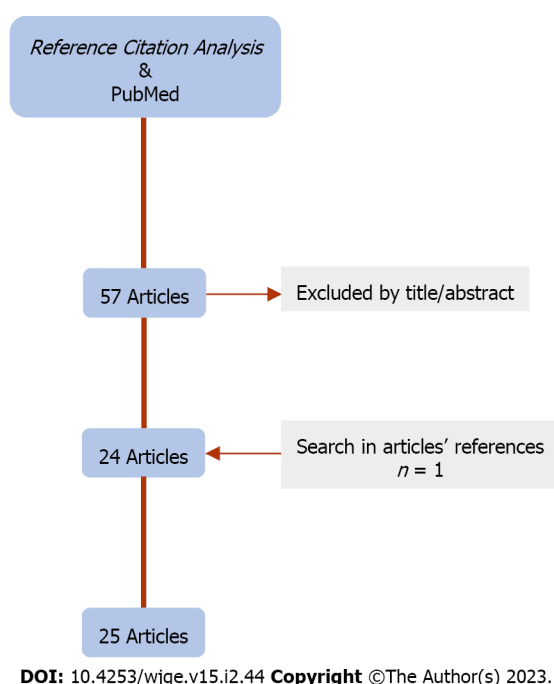 Reference Citation Analysis
&
PubMed
57 Articles
Excluded by title/abstract
24 Articles
Search in articles’ references
n = 1
25 Articles
DOI: 10.4253/wjge.v15.i2.44 Copyright ©The Author(s) 2023.